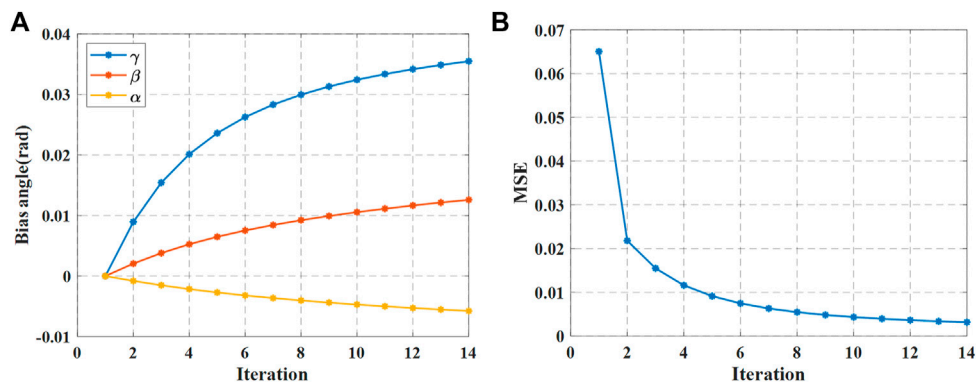 A
0.04
0.03
0.02
0.01
0
-0.01
Bias angle(rad)
γ
β
α
0 2 4 6 8 10 12 14
Iteration
B
0.07
0.06
0.05
0.04
0.03
0.02
0.01
0
MSE
0 2 4 6 8 10 12 14
Iteration